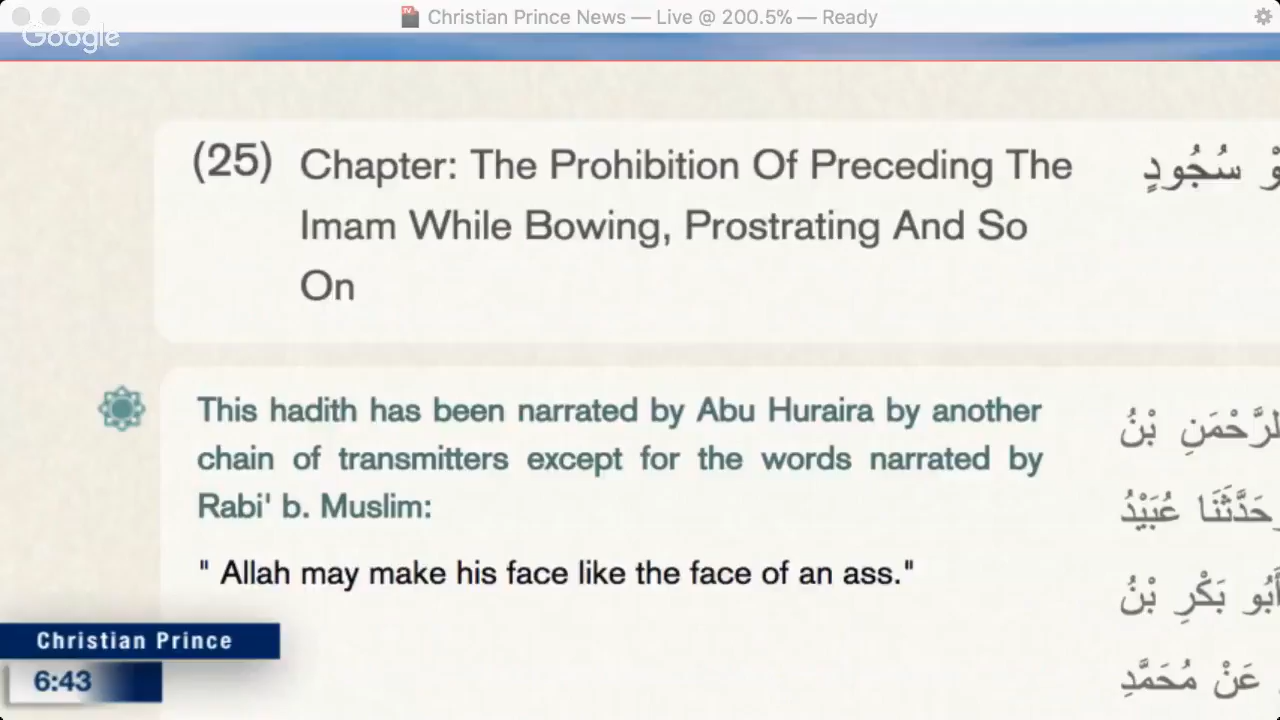 Christian Prince News — Live @ 200.5% — Ready
Google
(25) Chapter: The Prohibition Of Preceding The
Imam While Bowing, Prostrating And So
On
سُجُودٍ
This hadith has been narrated by Abu Huraira by another
chain of transmitters except for the words narrated by
Rabi' b. Muslim:
" Allah may make his face like the face of an ass."
بْنُ
حَدَّثَنَا عُبَيْدُ
أَبُو بَكْرِ بْنُ
عَنْ مُحَمَّدِ
Christian Prince
6:43